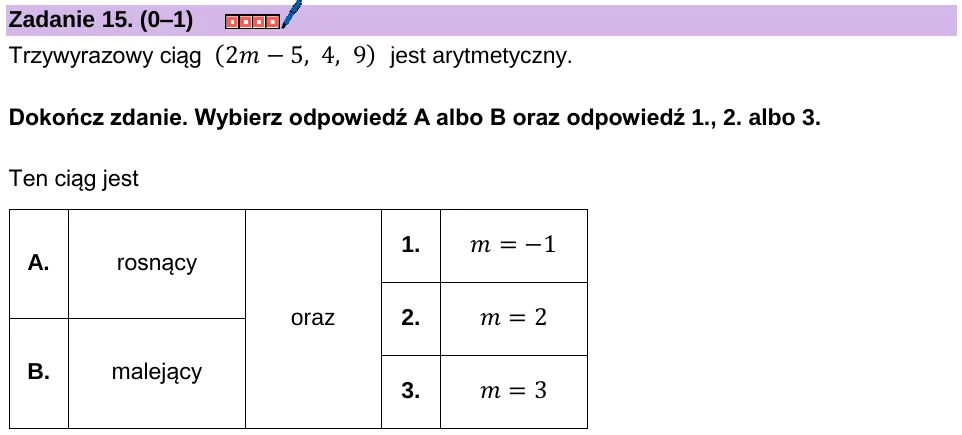 Zadanie 15. (0–1)
Trzywyrazowy ciąg (2m − 5, 4, 9) jest arytmetyczny.
Dokończ zdanie. Wybierz odpowiedź A albo B oraz odpowiedź 1., 2. albo 3.
Ten ciąg jest
A. rosnący
B. malejący
oraz
1. m = −1
2. m = 2
3. m = 3